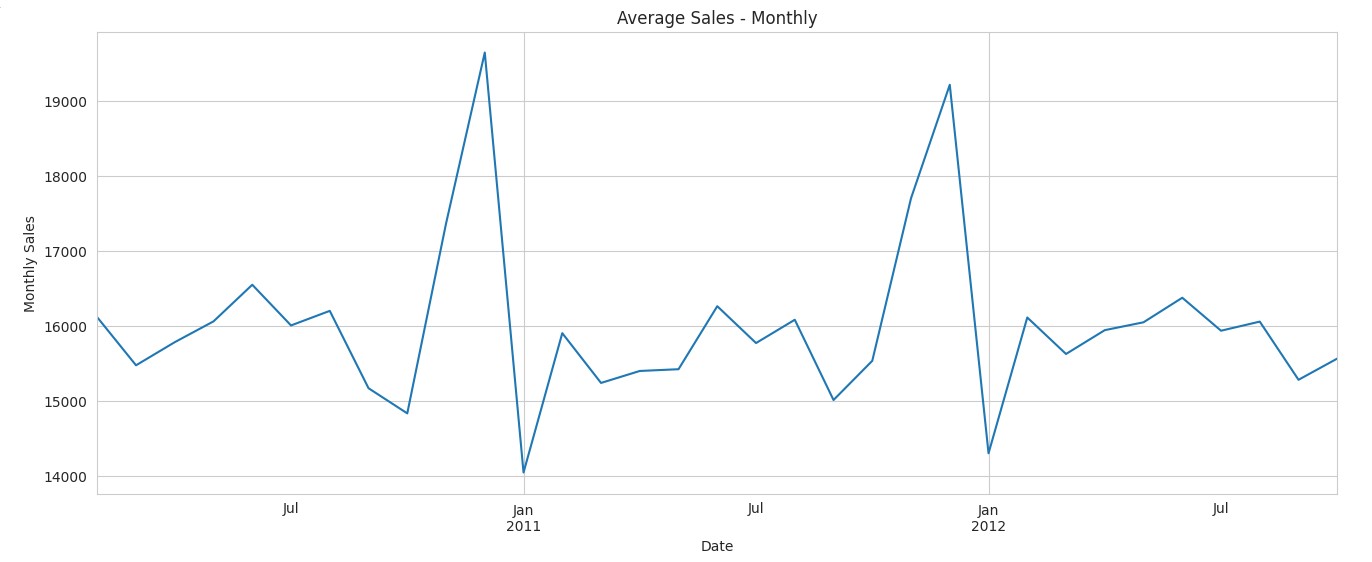 Average Sales - Monthly
Monthly Sales
19000
18000
17000
16000
15000
14000
Jul
Jan
2011
Jul
Jan
2012
Jul
Date